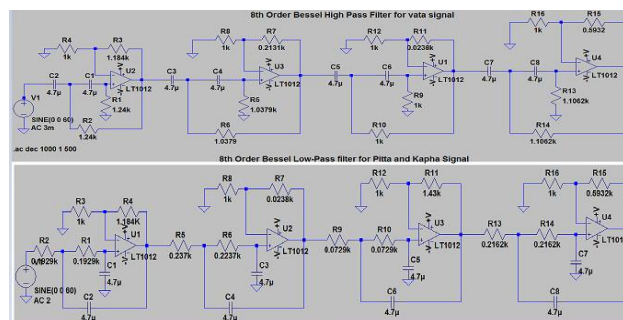 8th Order Bessel High Pass Filter for vata signal
R4
1k
R3
1.184k
C2
4.7µ
C1
4.7µ
U2
LT1012
R1
1.24k
R2
1.24k
V1
SINE(0 0 60)
AC 3m
.ac dec 1000 1 500
R8
1k
R7
0.2131k
C3
4.7µ
C4
4.7µ
U3
LT1012
R5
1.0379k
R6
1.0379
R12
1k
R11
0.0238k
C5
4.7µ
C6
4.7µ
U1
LT1012
R9
1k
R10
1k
R16
1k
R15
0.5932
C7
4.7µ
C8
4.7µ
U4
LT1012
R13
1.1062k
R14
1.1062k
8th Order Bessel Low-Pass filter for Pitta and Kapha Signal
R3
1k
R4
1.184K
R2
0.1929k
R1
0.1929k
U1
LT1012
C1
4.7µ
C2
4.7µ
SINE(0 0 60)
AC 2
R8
1k
R7
0.0238k
R5
0.237k
R6
0.2237k
U2
LT1012
C3
4.7µ
C4
4.7µ
R12
1k
R11
1.43k
R9
0.0729k
R10
0.0729k
U3
LT1012
C5
4.7µ
C6
4.7µ
R16
1k
R15
0.5932k
R13
0.2162k
R14
0.2162k
U4
LT1012
C7
4.7µ
C8
4.7µ